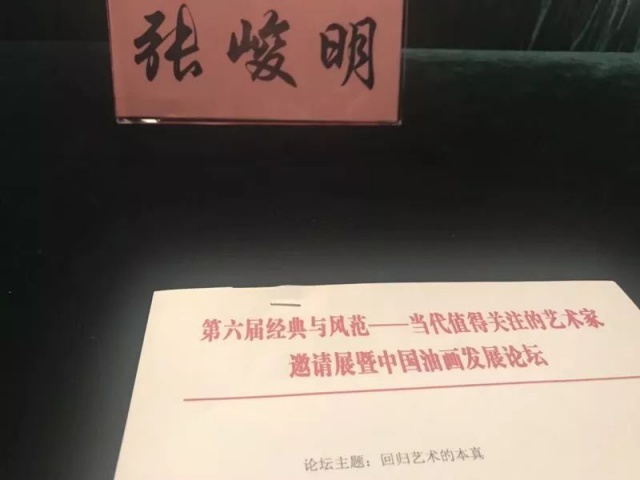 张峻明
第六届经典与风范——当代值得关注的艺术家
邀请展暨中国油画发展论坛
论坛主题：回归艺术的本真